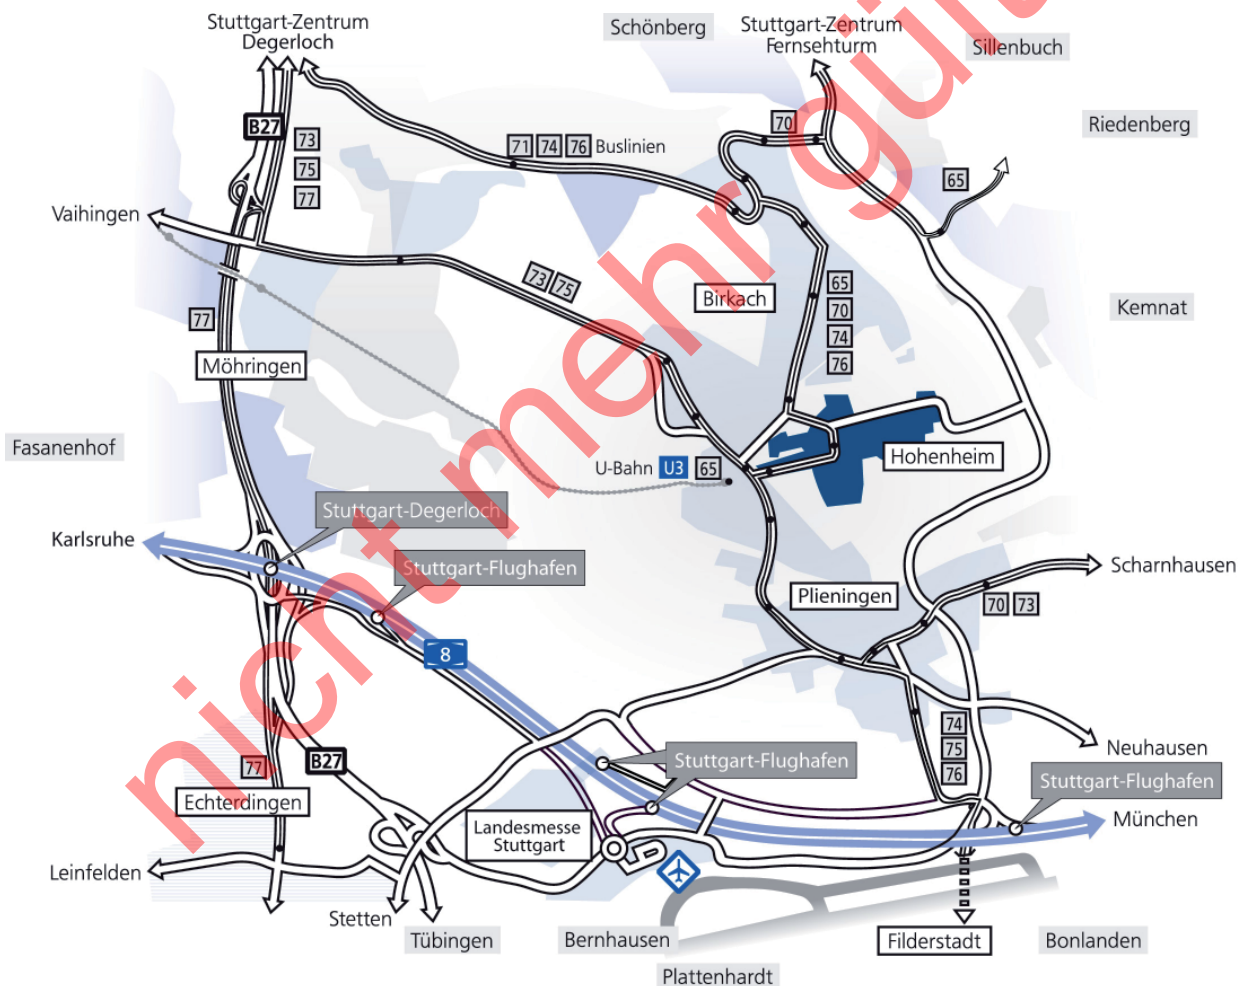 Stuttgart-Zentrum
Degerloch
Schönberg
Stuttgart-Zentrum
Fernsehturm
Sillenbuch
Riedenberg
B27
73
75
77
71 74 76 Buslinien
70
65
Vaihingen
73 75
Birkach
65
70
74
76
Kemnat
77
Möhringen
Fasanenhof
U-Bahn U3 65
Hohenheim
Stuttgart-Degerloch
Karlsruhe
Stuttgart-Flughafen
Scharnhausen
Plieningen
70 73
8
nicht mehr gült
74
75
76
Neuhausen
B27
77
Stuttgart-Flughafen
Stuttgart-Flughafen
Echterdingen
Landesmesse
Stuttgart
München
Leinfelden
Stetten
Tübingen
Bernhausen
Filderstadt
Bonlanden
Plattenhardt